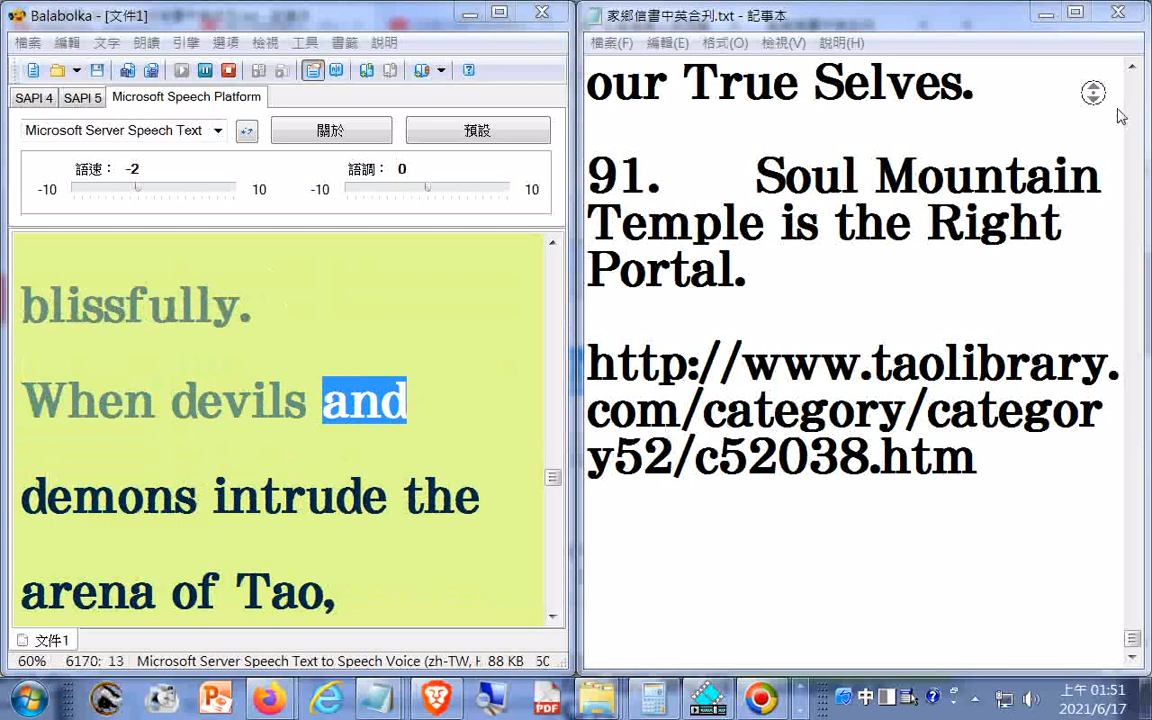 Balabolka - [文件1]
檔案 編輯 文字 朗讀 引擎 選項 檢視 工具 書籤 說明
SAPI 4 SAPI 5 Microsoft Speech Platform
Microsoft Server Speech Text 關於 預設
語速： -2 語調： 0
-10 10 -10 10
blissfully.
When devils and
demons intrude the
arena of Tao,
文件1
60% 6170: 13 Microsoft Server Speech Text to Speech Voice (zh-TW, H 88 KB
家鄉信書中英合刋.txt - 記事本
檔案(F) 編輯(E) 格式(O) 檢視(V) 說明(H)
our True Selves.
91. Soul Mountain
Temple is the Right
Portal.
http://www.taolibrary.
com/category/categor
y52/c52038.htm
中
PDF
上午 01:51
2021/6/17